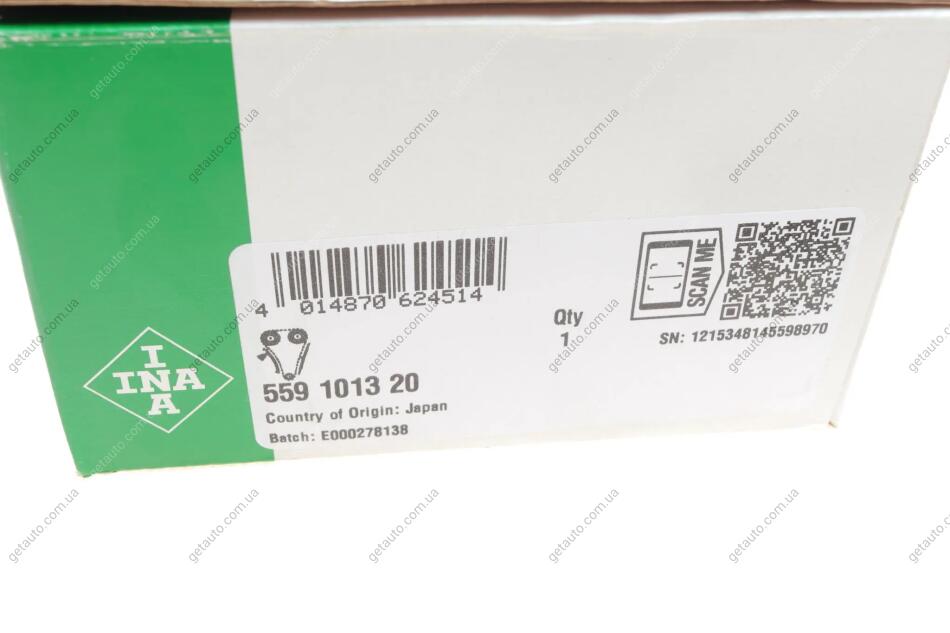 4 014870 624514
SCAN ME
Qty
1
SN: 1215348145598970
559 1013 20
Country of Origin: Japan
Batch: E000278138
I
INA
A
getauto.com.ua